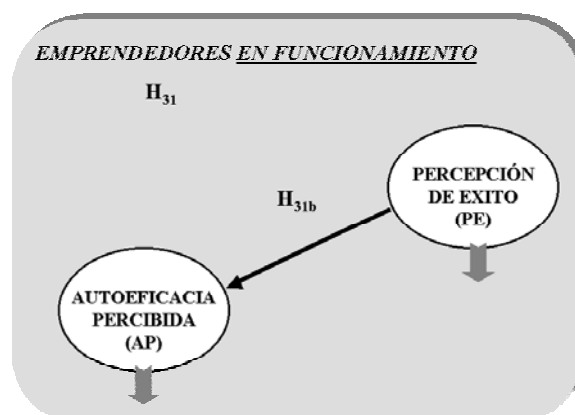 EMPRENDEDORES EN FUNCIONAMIENTO
H31
PERCEPCIÓN
DE EXITO
(PE)
H31b
AUTOEFICACIA
PERCIBIDA
(AP)